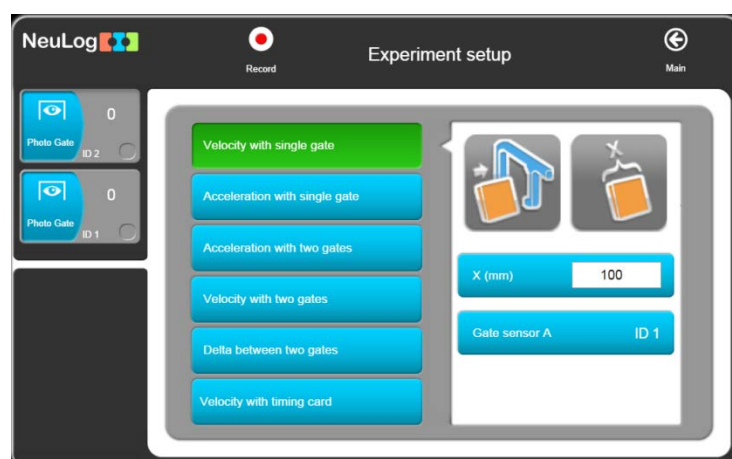 NeuLog
Record
Experiment setup
Main
0
Photo Gate
ID 2
0
Photo Gate
ID 1
Velocity with single gate
Acceleration with single gate
Acceleration with two gates
Velocity with two gates
Delta between two gates
Velocity with timing card
X
X (mm) 100
Gate sensor A ID 1